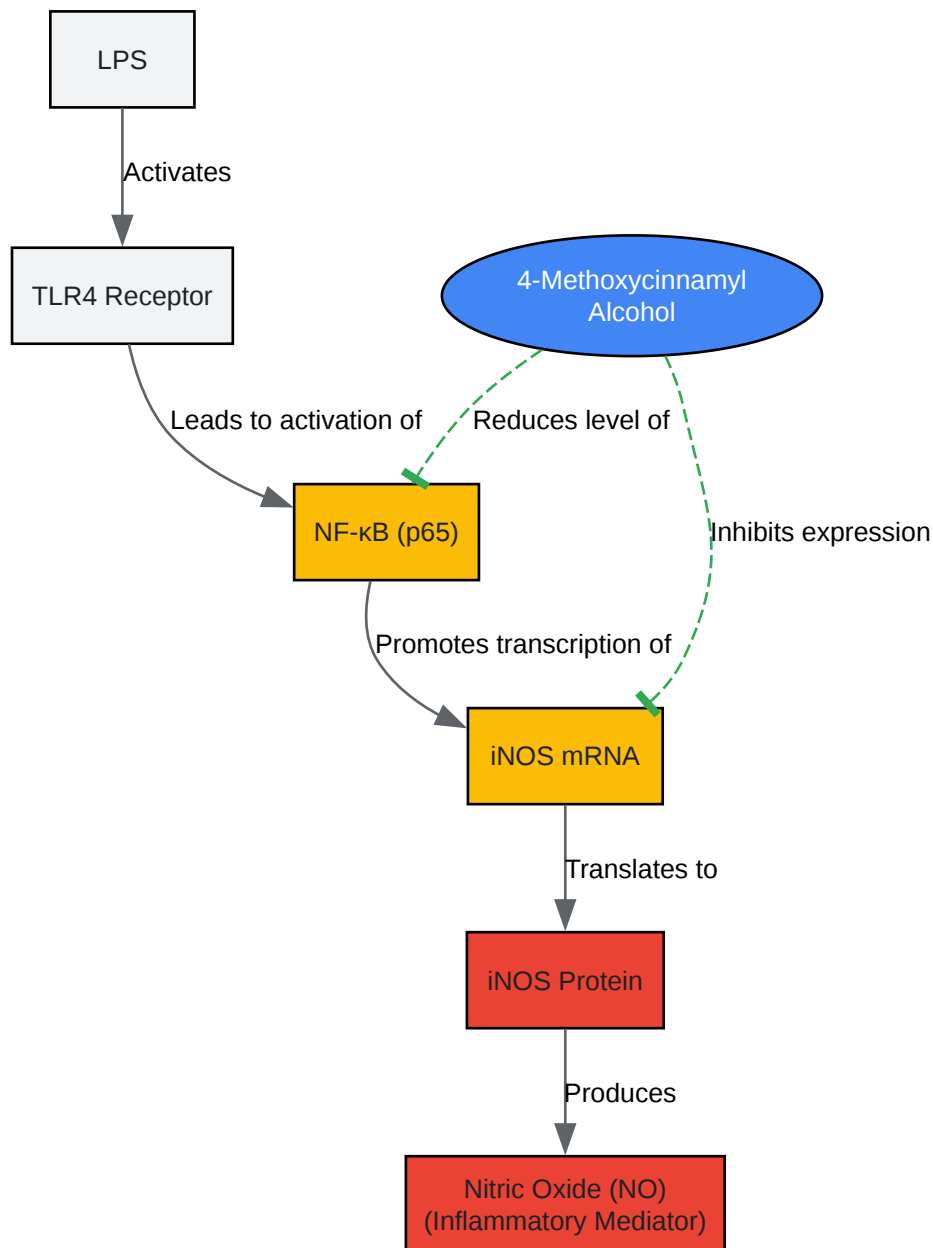 LPS
Activates
TLR4 Receptor
4-Methoxycinnamyl
Alcohol
Leads to activation of
Reduces level of
NF-κB (p65)
Inhibits expression
Promotes transcription of
iNOS mRNA
Translates to
iNOS Protein
Produces
Nitric Oxide (NO)
(Inflammatory Mediator)